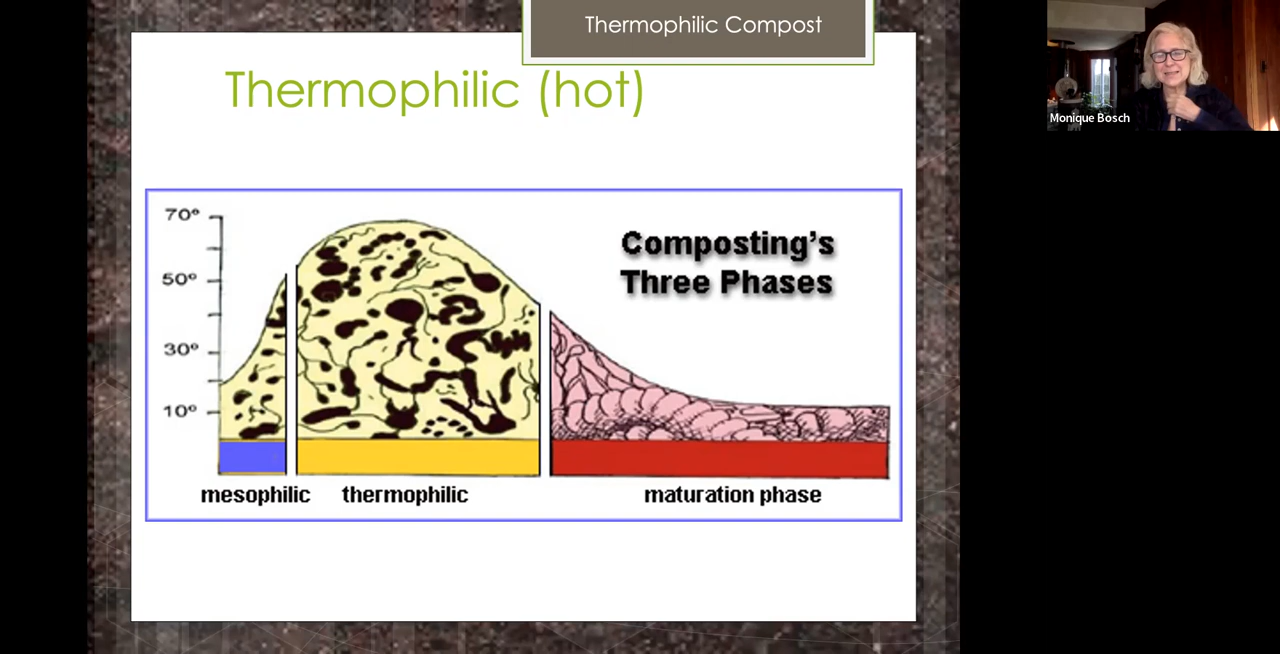 Thermophilic Compost
Thermophilic (hot)
Monique Bosch
70°
50°
30°
10°
Composting's
Three Phases
mesophilic
thermophilic
maturation phase